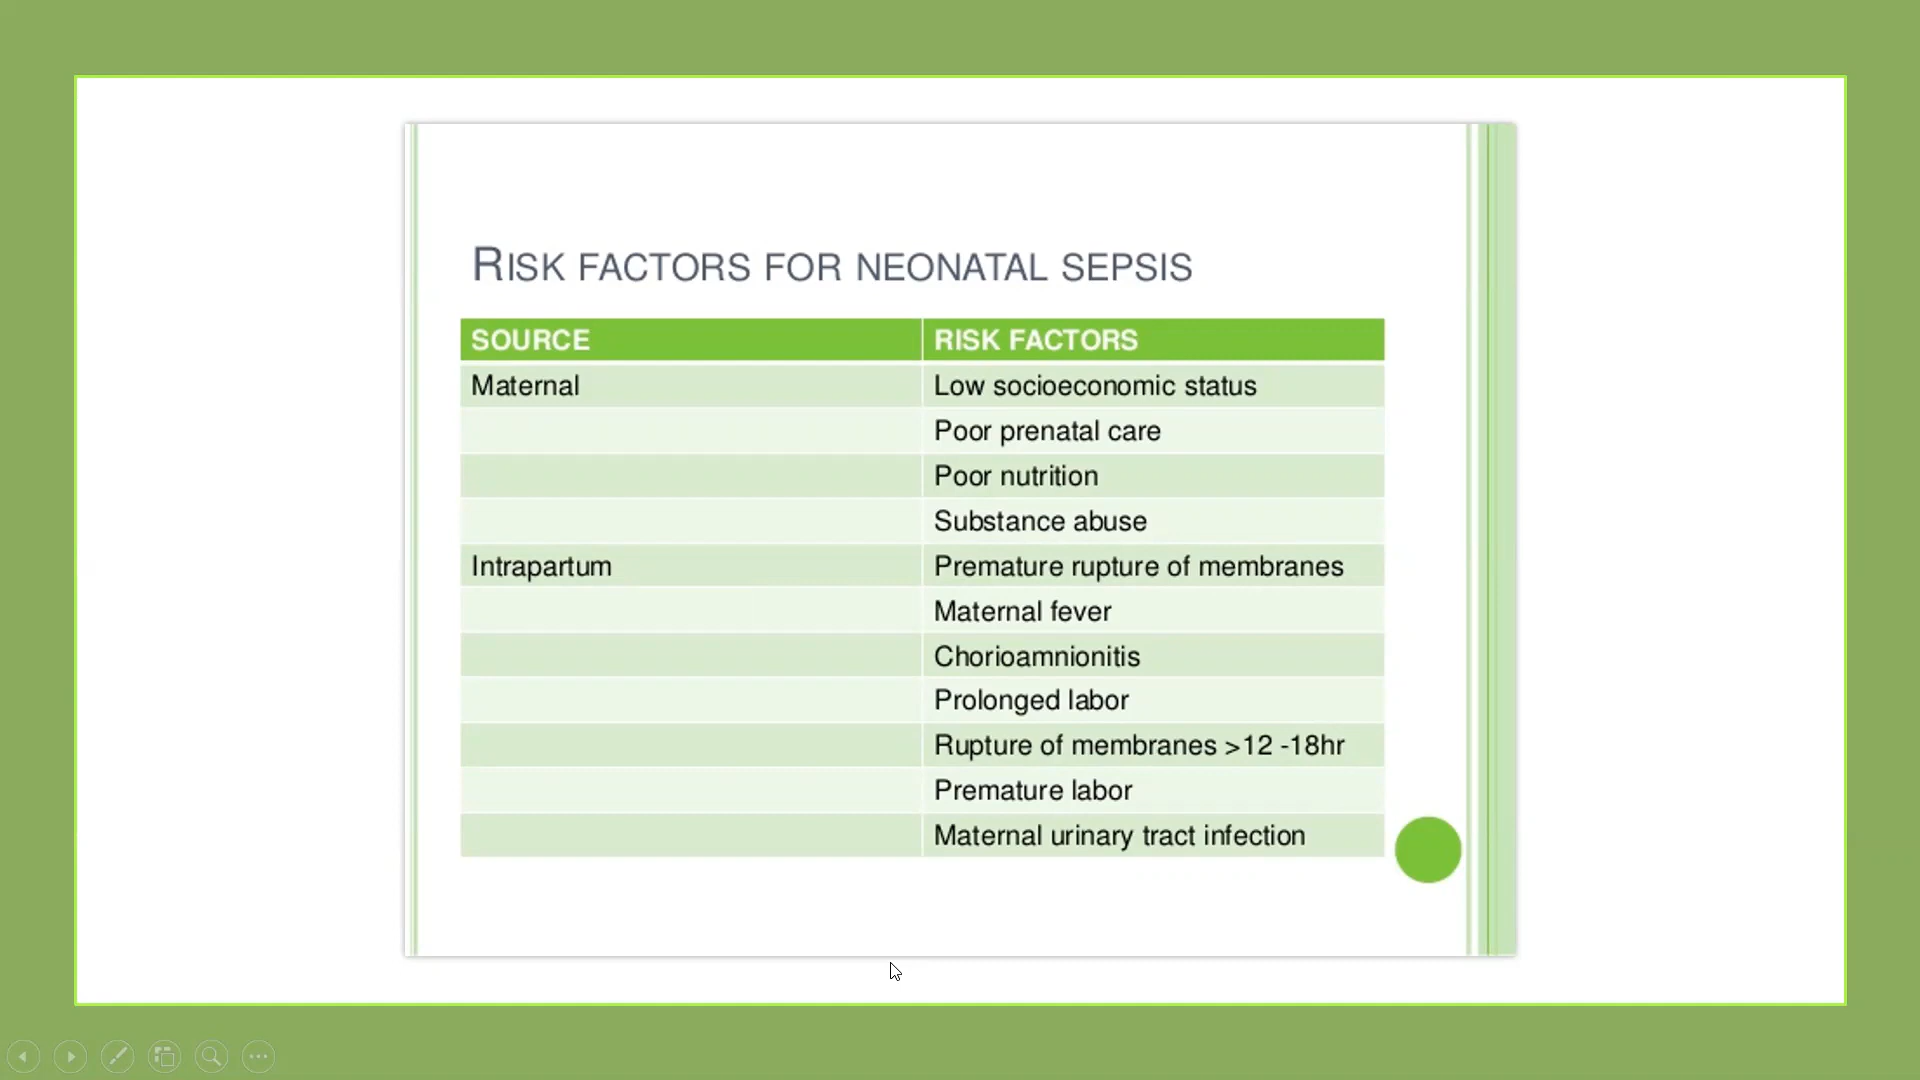 RISK FACTORS FOR NEONATAL SEPSIS
SOURCE RISK FACTORS
Maternal Low socioeconomic status
Poor prenatal care
Poor nutrition
Substance abuse
Intrapartum Premature rupture of membranes
Maternal fever
Chorioamnionitis
Prolonged labor
Rupture of membranes >12 -18hr
Premature labor
Maternal urinary tract infection